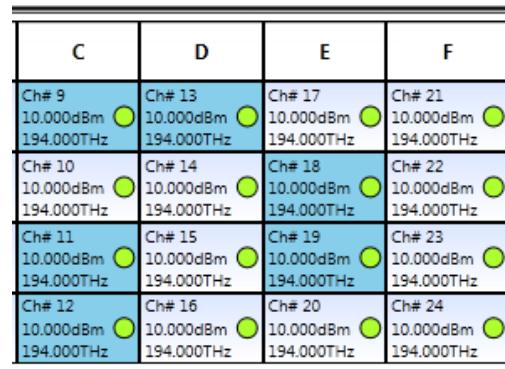 C D E F
Ch# 9 Ch# 13 Ch# 17 Ch# 21
10.000dBm 10.000dBm 10.000dBm 10.000dBm
194.000THz 194.000THz 194.000THz 194.000THz
Ch# 10 Ch# 14 Ch# 18 Ch# 22
10.000dBm 10.000dBm 10.000dBm 10.000dBm
194.000THz 194.000THz 194.000THz 194.000THz
Ch# 11 Ch# 15 Ch# 19 Ch# 23
10.000dBm 10.000dBm 10.000dBm 10.000dBm
194.000THz 194.000THz 194.000THz 194.000THz
Ch# 12 Ch# 16 Ch# 20 Ch# 24
10.000dBm 10.000dBm 10.000dBm 10.000dBm
194.000THz 194.000THz 194.000THz 194.000THz